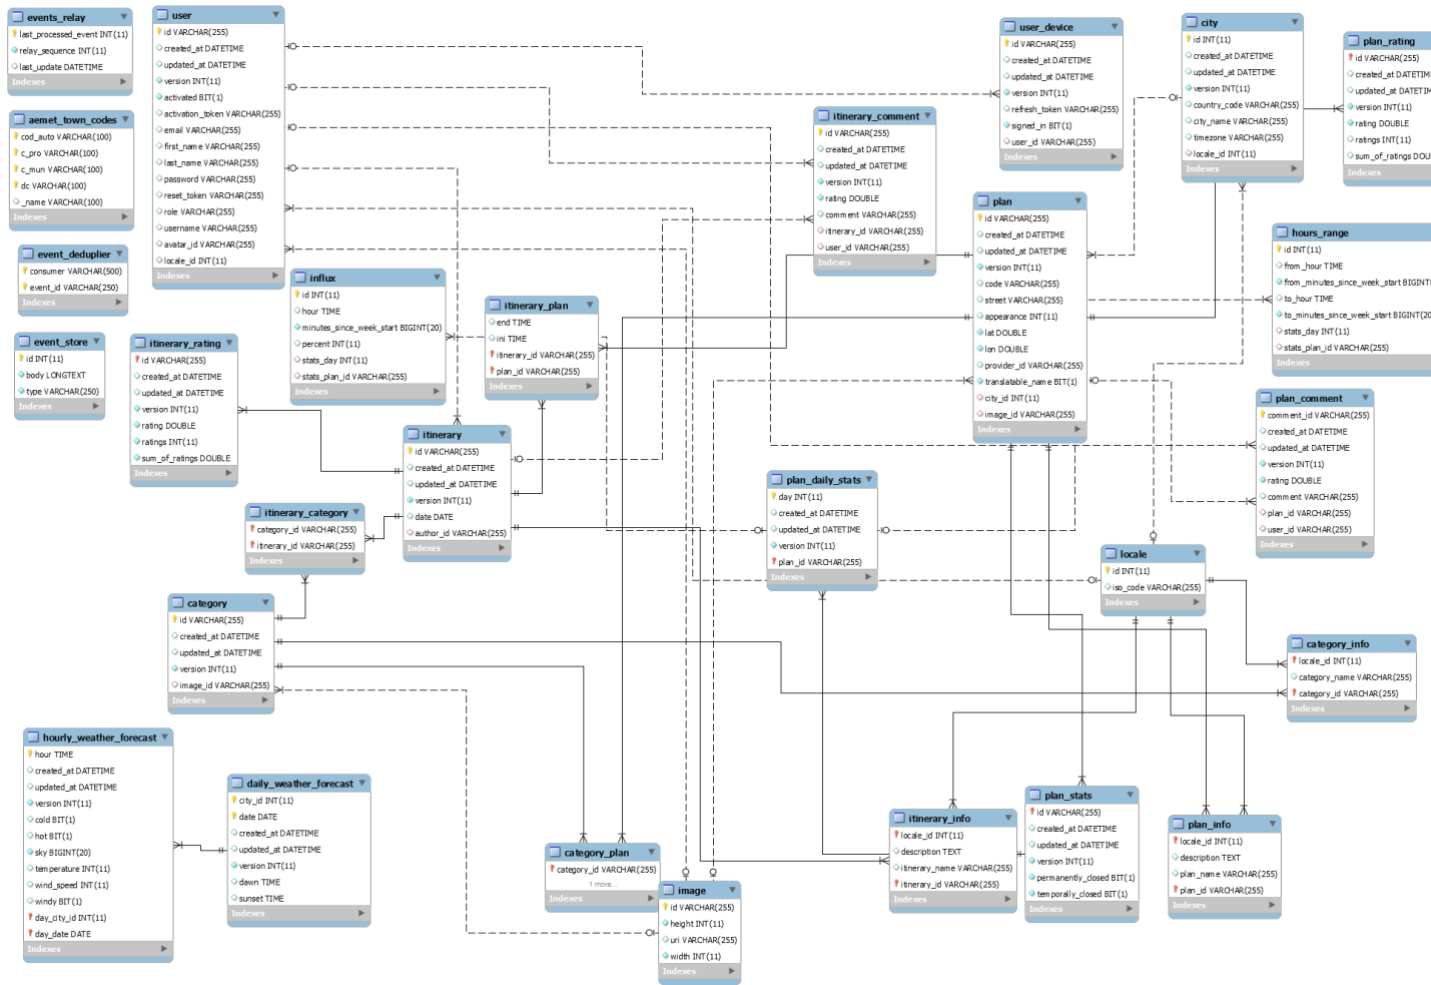 events_relay
last_processed_event INT(11)
relay_sequence INT(11)
last_update DATETIME
Indexes
aemet_town_codes
cod_auto VARCHAR(100)
c_pro VARCHAR(100)
c_mun VARCHAR(100)
dc VARCHAR(100)
_name VARCHAR(100)
Indexes
event_deduplier
consumer VARCHAR(500)
event_id VARCHAR(250)
Indexes
event_store
id INT(11)
body LONGTEXT
type VARCHAR(250)
Indexes
user
id VARCHAR(255)
created_at DATETIME
updated_at DATETIME
version INT(11)
activated BIT(1)
activation_token VARCHAR(255)
email VARCHAR(255)
first_name VARCHAR(255)
last_name VARCHAR(255)
password VARCHAR(255)
reset_token VARCHAR(255)
role VARCHAR(255)
username VARCHAR(255)
avatar_id VARCHAR(255)
locale_id INT(11)
Indexes
influx
id INT(11)
hour TIME
minutes_since_week_start BIGINT(20)
percent INT(11)
stats_day INT(11)
stats_plan_id VARCHAR(255)
Indexes
itinerary_rating
id VARCHAR(255)
created_at DATETIME
updated_at DATETIME
version INT(11)
rating DOUBLE
ratings INT(11)
sum_of_ratings DOUBLE
Indexes
itinerary_plan
end TIME
ini TIME
itinerary_id VARCHAR(255)
plan_id VARCHAR(255)
Indexes
itinerary
id VARCHAR(255)
created_at DATETIME
updated_at DATETIME
version INT(11)
date DATE
author_id VARCHAR(255)
Indexes
itinerary_category
category_id VARCHAR(255)
itinerary_id VARCHAR(255)
Indexes
category
id VARCHAR(255)
created_at DATETIME
updated_at DATETIME
version INT(11)
image_id VARCHAR(255)
Indexes
hourly_weather_forecast
hour TIME
created_at DATETIME
updated_at DATETIME
version INT(11)
cold BIT(1)
hot BIT(1)
sky BIGINT(20)
temperature INT(11)
wind_speed INT(11)
windy BIT(1)
day_city_id INT(11)
day_date DATE
Indexes
daily_weather_forecast
city_id INT(11)
date DATE
created_at DATETIME
updated_at DATETIME
version INT(11)
dawn TIME
sunset TIME
Indexes
category_plan
category_id VARCHAR(255)
1 more...
Indexes
image
id VARCHAR(255)
height INT(11)
uri VARCHAR(255)
width INT(11)
Indexes
itinerary_comment
id VARCHAR(255)
created_at DATETIME
updated_at DATETIME
version INT(11)
rating DOUBLE
comment VARCHAR(255)
itinerary_id VARCHAR(255)
user_id VARCHAR(255)
Indexes
user_device
id VARCHAR(255)
created_at DATETIME
updated_at DATETIME
version INT(11)
refresh_token VARCHAR(255)
signed_in BIT(1)
user_id VARCHAR(255)
Indexes
plan
id VARCHAR(255)
created_at DATETIME
updated_at DATETIME
version INT(11)
code VARCHAR(255)
street VARCHAR(255)
appearance INT(11)
lat DOUBLE
lon DOUBLE
provider_id VARCHAR(255)
translatable_name BIT(1)
city_id INT(11)
image_id VARCHAR(255)
Indexes
plan_daily_stats
day INT(11)
created_at DATETIME
updated_at DATETIME
version INT(11)
plan_id VARCHAR(255)
Indexes
city
id INT(11)
created_at DATETIME
updated_at DATETIME
version INT(11)
country_code VARCHAR(255)
city_name VARCHAR(255)
timezone VARCHAR(255)
locale_id INT(11)
Indexes
plan_rating
id VARCHAR(255)
created_at DATETIM
updated_at DATETIM
version INT(11)
rating DOUBLE
ratings INT(11)
sum_of_ratings DOU
Indexes
hours_range
id INT(11)
from_hour TIME
from_minutes_since_week_start BIGINT(
to_hour TIME
to_minutes_since_week_start BIGINT(20
stats_day INT(11)
stats_plan_id VARCHAR(255)
Indexes
plan_comment
comment_id VARCHAR(255)
created_at DATETIME
updated_at DATETIME
version INT(11)
rating DOUBLE
comment VARCHAR(255)
plan_id VARCHAR(255)
user_id VARCHAR(255)
Indexes
locale
id INT(11)
iso_code VARCHAR(255)
Indexes
category_info
locale_id INT(11)
category_name VARCHAR(255)
category_id VARCHAR(255)
Indexes
itinerary_info
locale_id INT(11)
description TEXT
itinerary_name VARCHAR(255)
itinerary_id VARCHAR(255)
Indexes
plan_stats
id VARCHAR(255)
created_at DATETIME
updated_at DATETIME
version INT(11)
permanently_closed BIT(1)
temporally_closed BIT(1)
Indexes
plan_info
locale_id INT(11)
description TEXT
plan_name VARCHAR(255)
plan_id VARCHAR(255)
Indexes